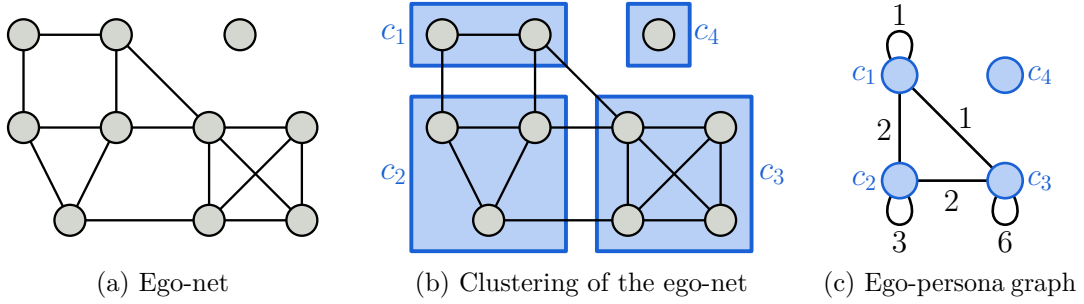 c₁
c₄
c₂
c₃
1
c₁
c₄
2
1
c₂
2
c₃
3
6
(a) Ego-net
(b) Clustering of the ego-net
(c) Ego-persona graph